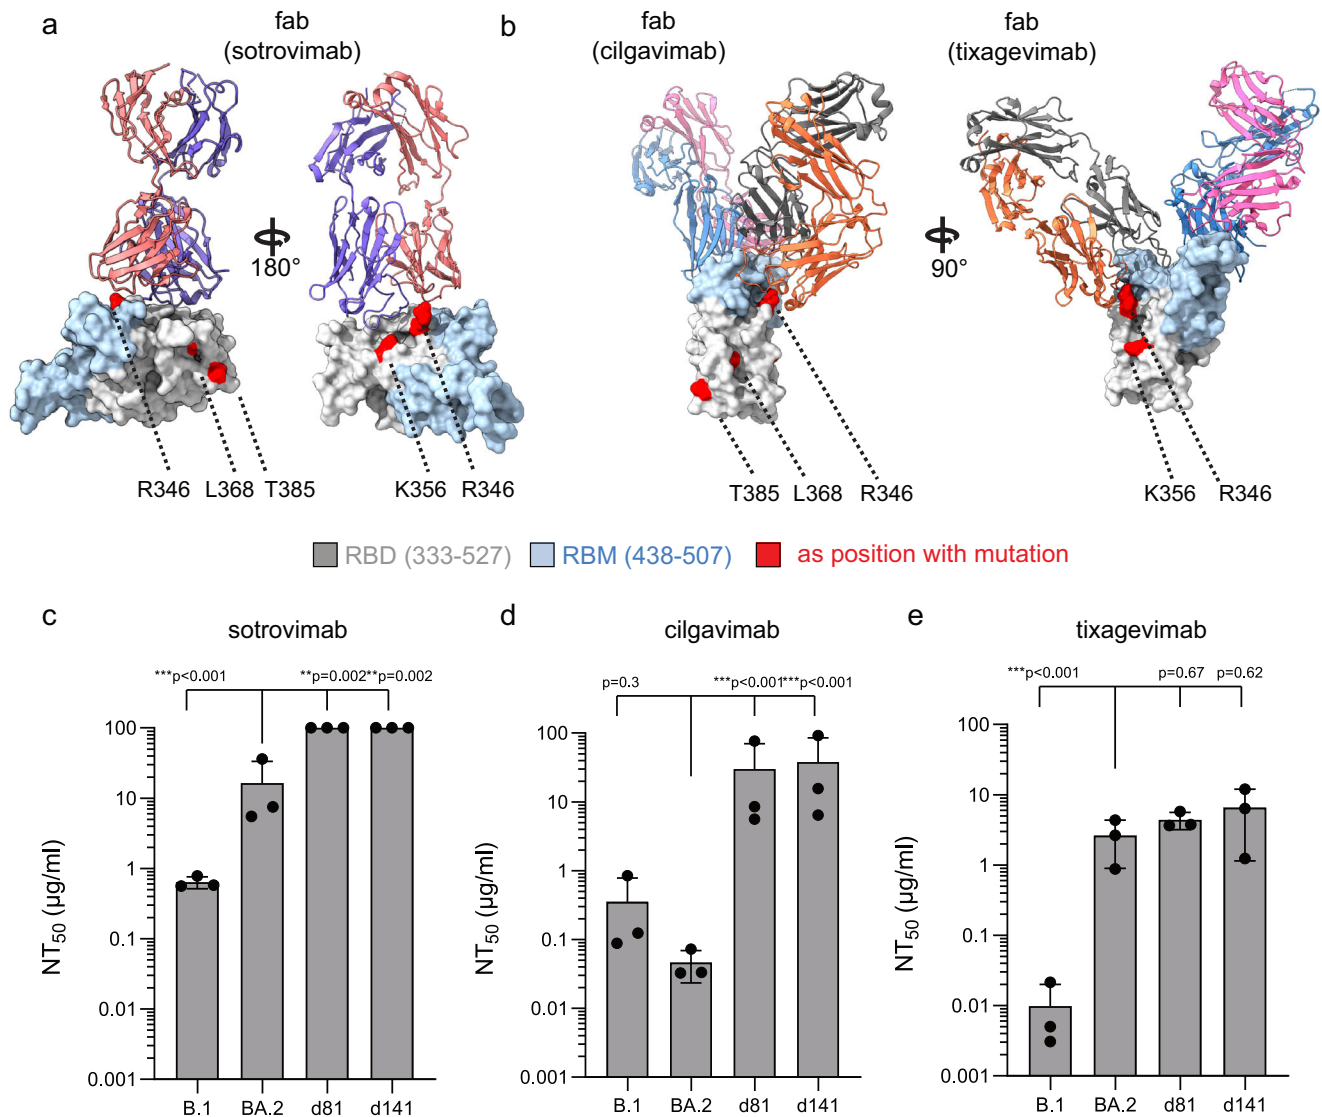 a
fab
(sotrovimab)
180°
R346 L368 T385
K356 R346
b
fab
(cilgavimab)
fab
(tixagevimab)
90°
T385 L368 R346
K356 R346
RBD (333-527) RBM (438-507) as position with mutation
c
sotrovimab
***p<0.001 **p=0.002 **p=0.002
NT50 (µg/ml)
100
10
1
0.1
0.01
0.001
B.1 BA.2 d81 d141
d
cilgavimab
p=0.3 ***p<0.001 ***p<0.001
NT50 (µg/ml)
100
10
1
0.1
0.01
0.001
B.1 BA.2 d81 d141
e
tixagevimab
***p<0.001 p=0.67 p=0.62
NT50 (µg/ml)
100
10
1
0.1
0.01
0.001
B.1 BA.2 d81 d141